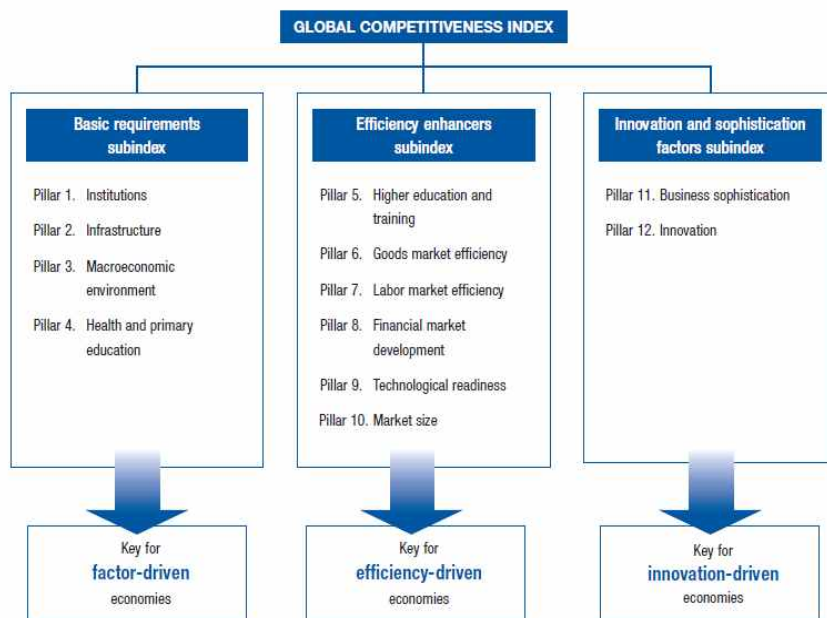 GLOBAL COMPETITIVENESS INDEX
Basic requirements
subindex
Pillar 1. Institutions
Pillar 2. Infrastructure
Pillar 3. Macroeconomic
environment
Pillar 4. Health and primary
education
Key for
factor-driven
economies
Efficiency enhancers
subindex
Pillar 5. Higher education and
training
Pillar 6. Goods market efficiency
Pillar 7. Labor market efficiency
Pillar 8. Financial market
development
Pillar 9. Technological readiness
Pillar 10. Market size
Key for
efficiency-driven
economies
Innovation and sophistication
factors subindex
Pillar 11. Business sophistication
Pillar 12. Innovation
Key for
innovation-driven
economies